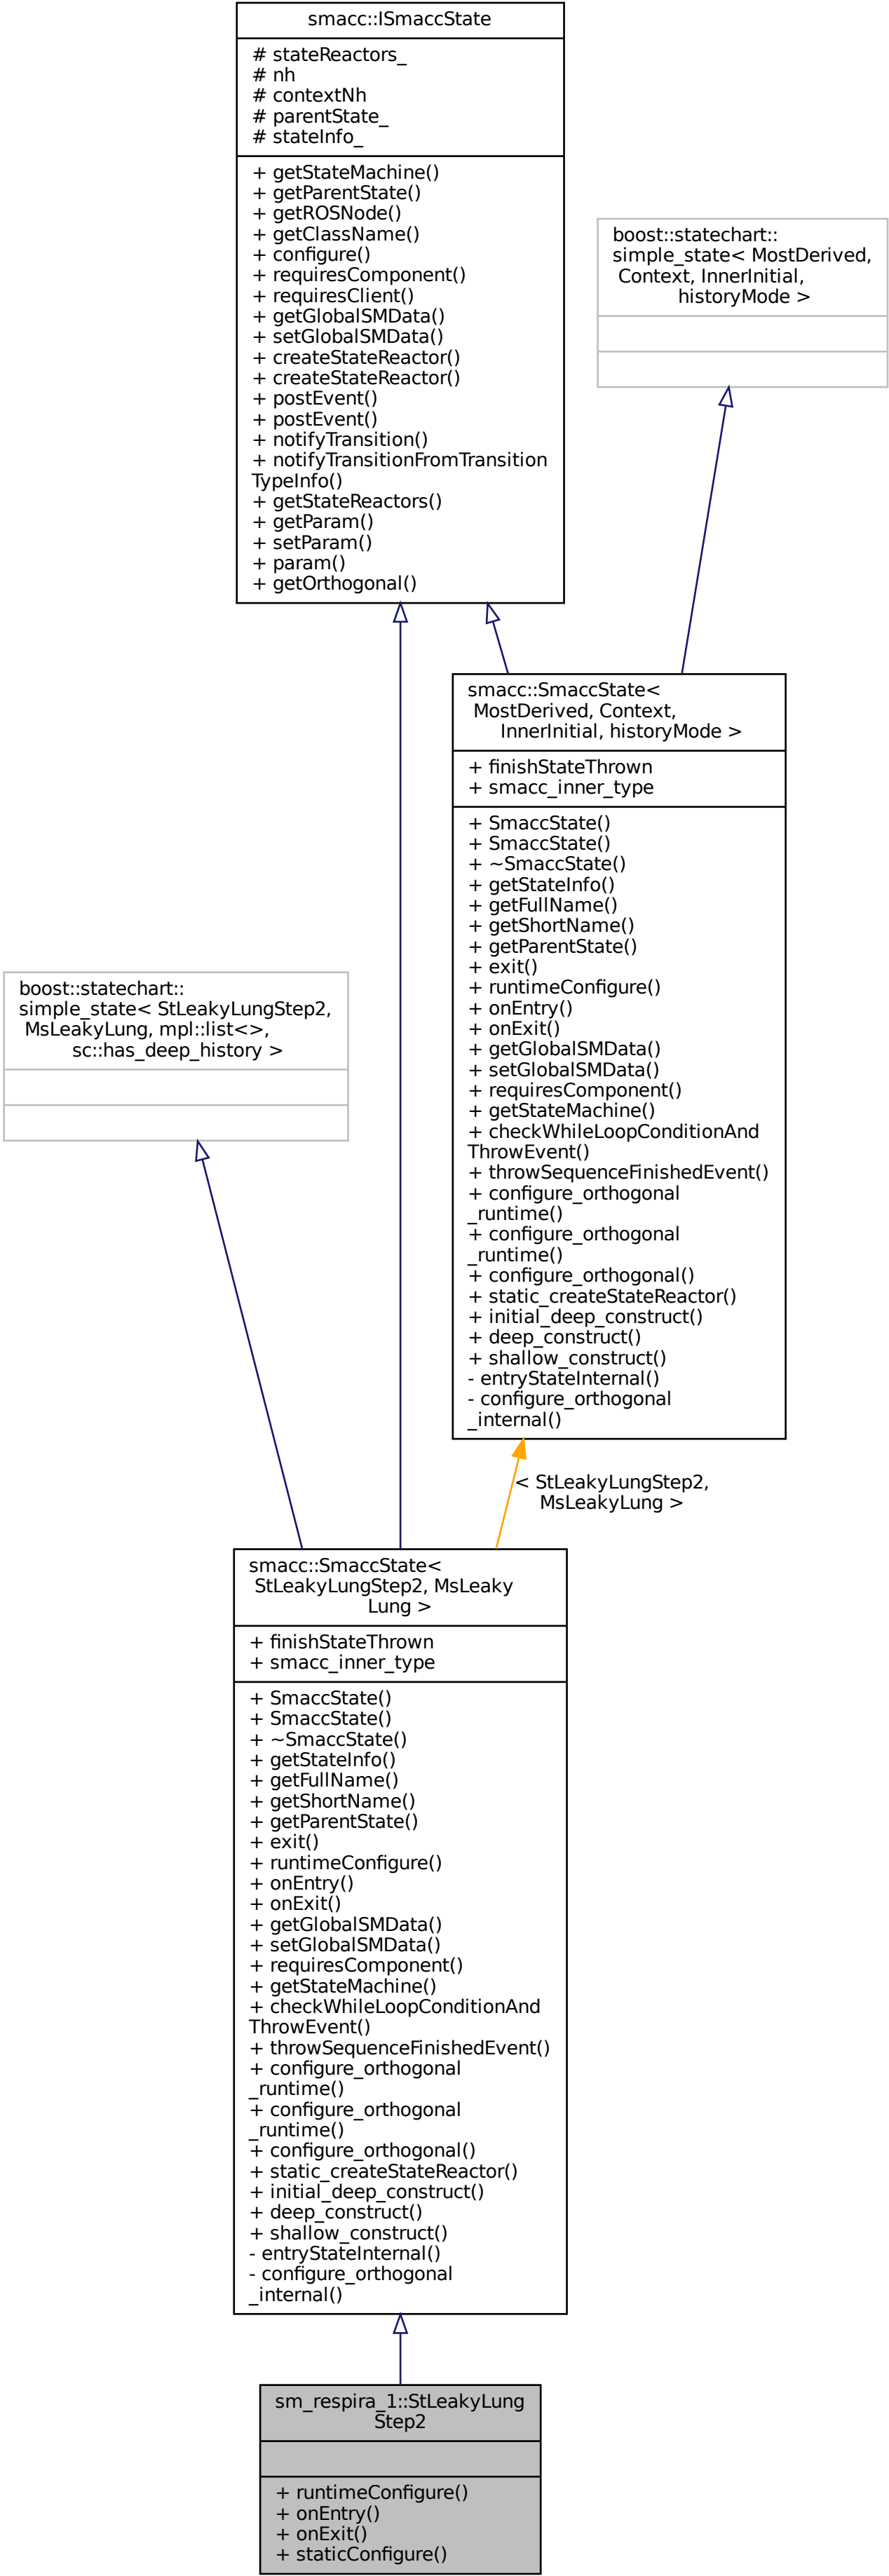 smacc::ISmaccState
# stateReactors_
# nh
# contextNh
# parentState_
# stateInfo_
+ getStateMachine()
+ getParentState()
+ getROSNode()
+ getClassName()
+ configure()
+ requiresComponent()
+ requiresClient()
+ getGlobalSMData()
+ setGlobalSMData()
+ createStateReactor()
+ createStateReactor()
+ postEvent()
+ postEvent()
+ notifyTransition()
+ notifyTransitionFromTransition
TypeInfo()
+ getStateReactors()
+ getParam()
+ setParam()
+ param()
+ getOrthogonal()
boost::statechart::
simple_state< MostDerived,
Context, InnerInitial,
historyMode >
smacc::SmaccState<
MostDerived, Context,
InnerInitial, historyMode >
+ finishStateThrown
+ smacc_inner_type
+ SmaccState()
+ SmaccState()
+ ~SmaccState()
+ getStateInfo()
+ getFullName()
+ getShortName()
+ getParentState()
+ exit()
+ runtimeConfigure()
+ onEntry()
+ onExit()
+ getGlobalSMData()
+ setGlobalSMData()
+ requiresComponent()
+ getStateMachine()
+ checkWhileLoopConditionAnd
ThrowEvent()
+ throwSequenceFinishedEvent()
+ configure_orthogonal
_runtime()
+ configure_orthogonal
_runtime()
+ configure_orthogonal()
+ static_createStateReactor()
+ initial_deep_construct()
+ deep_construct()
+ shallow_construct()
- entryStateInternal()
- configure_orthogonal
_internal()
boost::statechart::
simple_state< StLeakyLungStep2,
MsLeakyLung, mpl::list<>,
sc::has_deep_history >
< StLeakyLungStep2,
MsLeakyLung >
smacc::SmaccState<
StLeakyLungStep2, MsLeaky
Lung >
+ finishStateThrown
+ smacc_inner_type
+ SmaccState()
+ SmaccState()
+ ~SmaccState()
+ getStateInfo()
+ getFullName()
+ getShortName()
+ getParentState()
+ exit()
+ runtimeConfigure()
+ onEntry()
+ onExit()
+ getGlobalSMData()
+ setGlobalSMData()
+ requiresComponent()
+ getStateMachine()
+ checkWhileLoopConditionAnd
ThrowEvent()
+ throwSequenceFinishedEvent()
+ configure_orthogonal
_runtime()
+ configure_orthogonal
_runtime()
+ configure_orthogonal()
+ static_createStateReactor()
+ initial_deep_construct()
+ deep_construct()
+ shallow_construct()
- entryStateInternal()
- configure_orthogonal
_internal()
sm_respira_1::StLeakyLung
Step2
+ runtimeConfigure()
+ onEntry()
+ onExit()
+ staticConfigure()